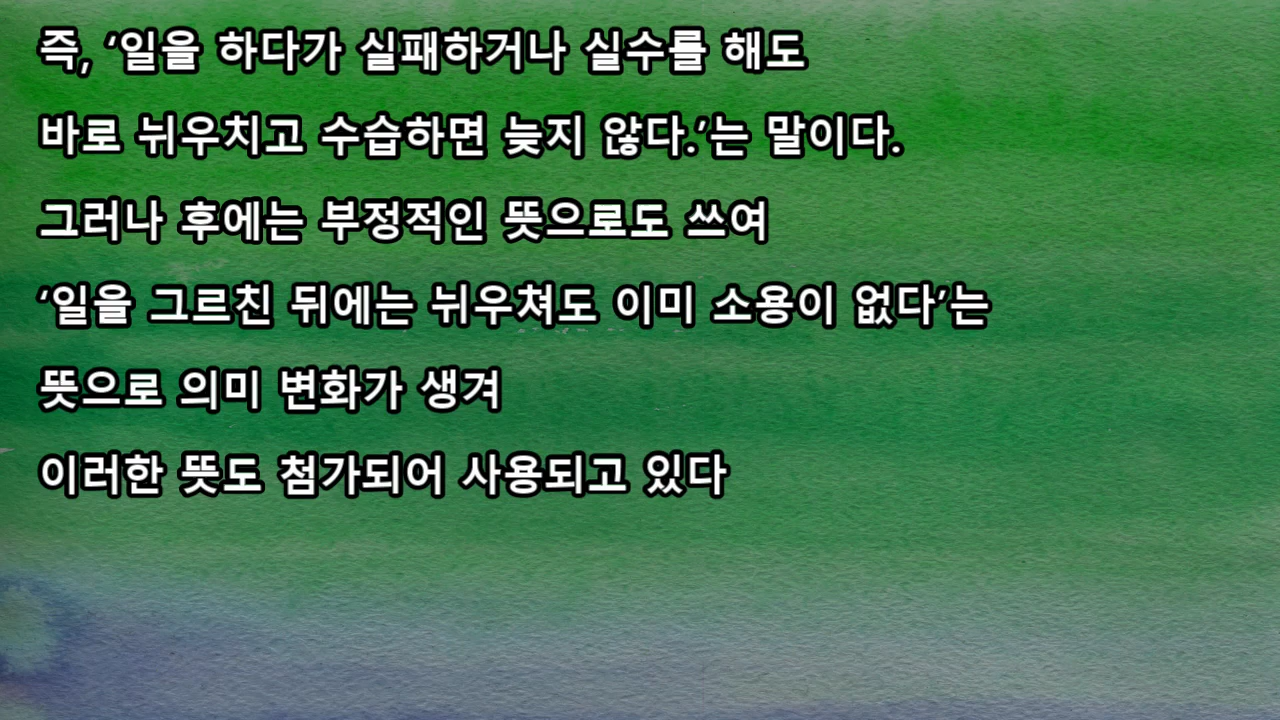 즉, ‘일을 하다가 실패하거나 실수를 해도
바로 뉘우치고 수습하면 늦지 않다.’는 말이다.
그러나 후에는 부정적인 뜻으로도 쓰여
‘일을 그르친 뒤에는 뉘우쳐도 이미 소용이 없다’는
뜻으로 의미 변화가 생겨
이러한 뜻도 첨가되어 사용되고 있다